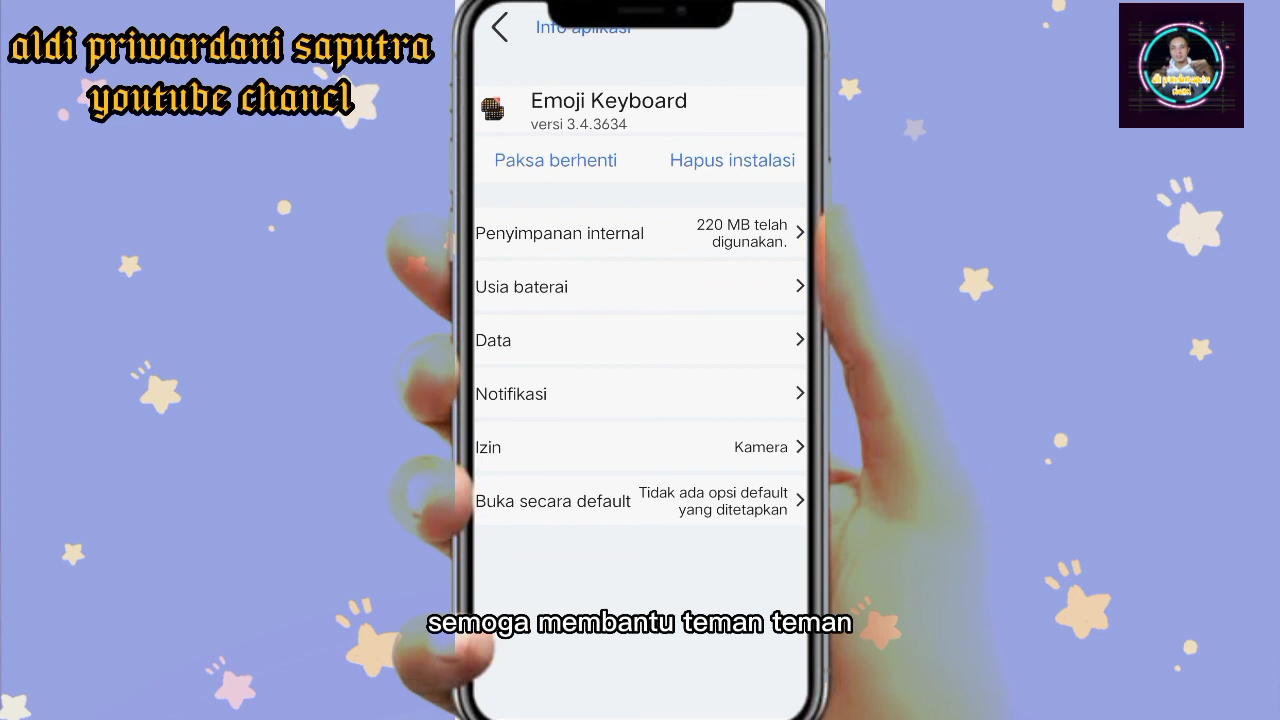 aldi priwardani saputra
youtube chancl
Info aplikasi
Emoji Keyboard
versi 3.4.3634
Paksa berhenti
Hapus instalasi
Penyimpanan internal
220 MB telah
digunakan.
Usia baterai
Data
Notifikasi
Izin
Kamera
Buka secara default
Tidak ada opsi default
yang ditetapkan
semoga membantu teman teman